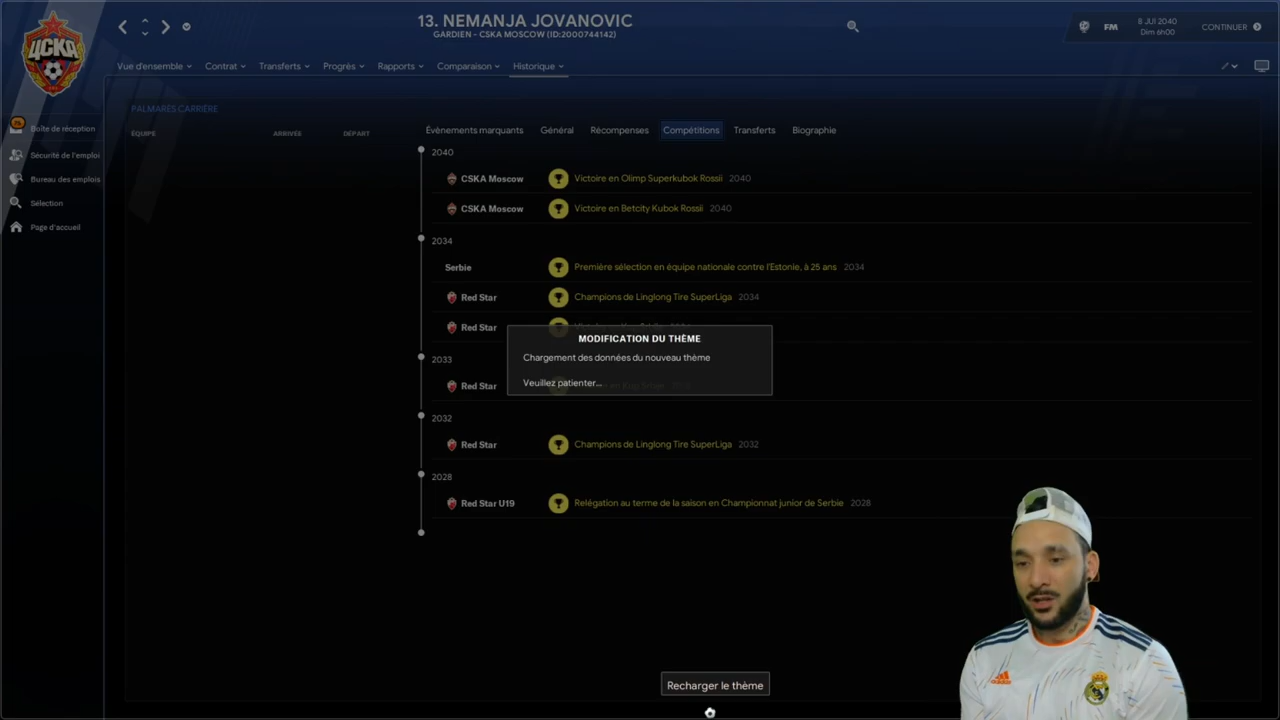 13. NEMANJA JOVANOVIC
GARDIEN - CSKA MOSCOW (ID:2000744142)
FM
8 JUI 2040
Dim 6h00
CONTINUER
ЦСКА
Vue d'ensemble
Contrat
Transferts
Progrès
Rapports
Comparaison
Historique
Boîte de réception
Sécurité de l'emploi
Bureau des emplois
Sélection
Page d'accueil
PALMARÈS CARRIÈRE
ÉQUIPE ARRIVÉE DÉPART
Évènements marquants Général Récompenses Compétitions Transferts Biographie
2040
CSKA Moscow Victoire en Olimp Superkubok Rossii 2040
CSKA Moscow Victoire en Betcity Kubok Rossii 2040
2034
Serbie Première sélection en équipe nationale contre l'Estonie, à 25 ans 2034
Red Star Champions de Linglong Tire SuperLiga 2034
Red Star
MODIFICATION DU THÈME
Chargement des données du nouveau thème
Veuillez patienter...
2033
Red Star
2032
Red Star Champions de Linglong Tire SuperLiga 2032
2028
Red Star U19 Relégation au terme de la saison en Championnat junior de Serbie 2028
Recharger le thème
adidas